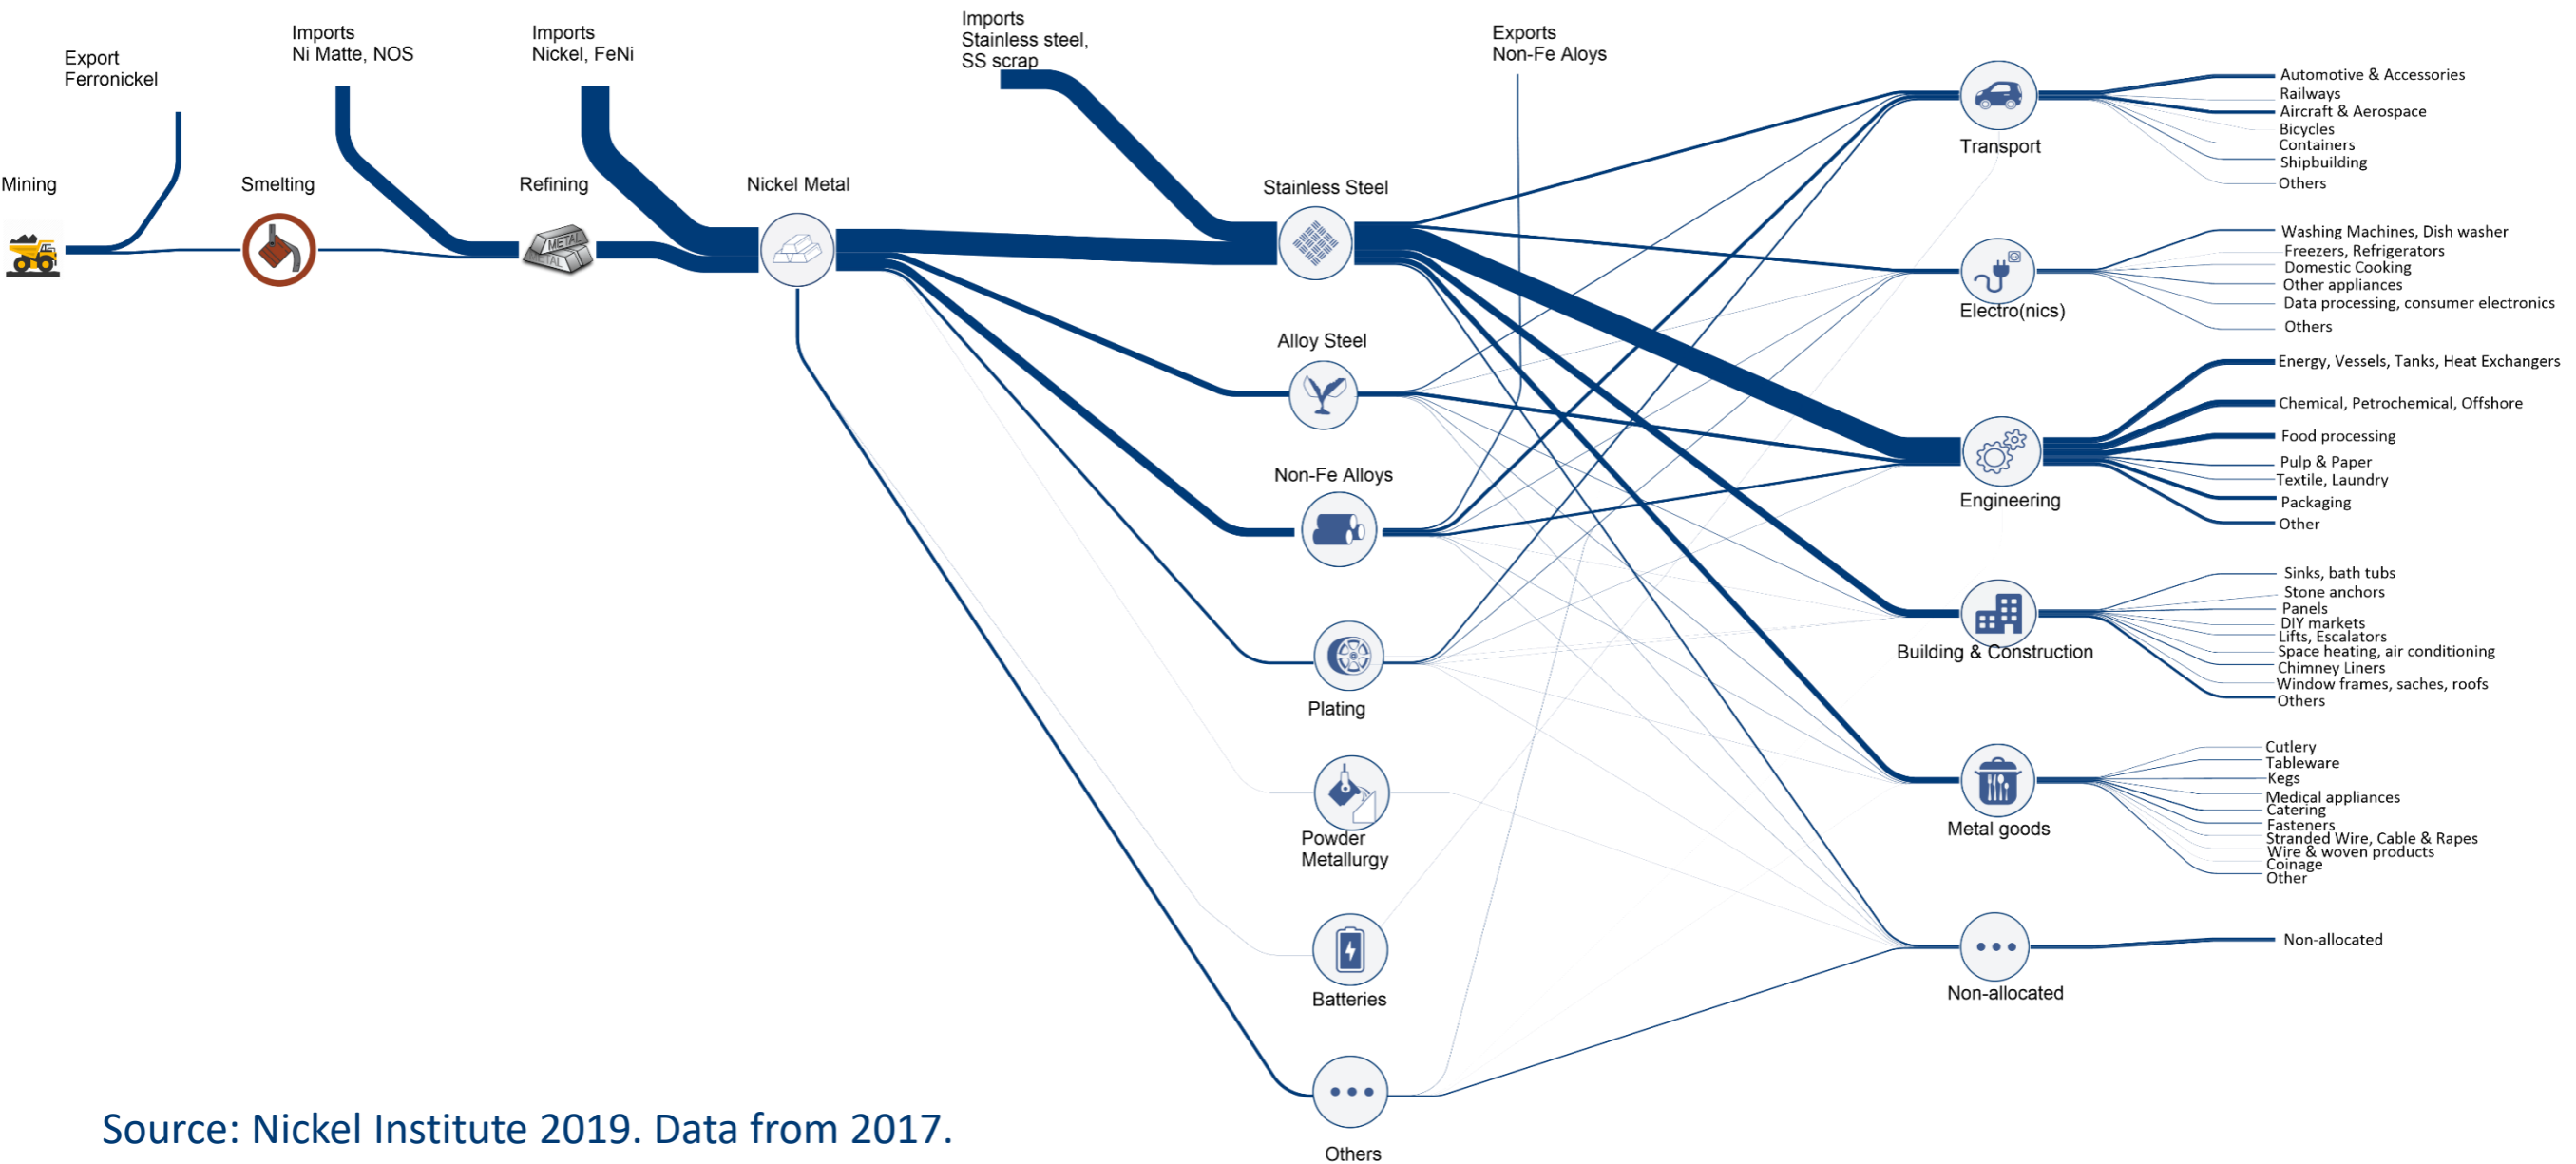 Export
Ferronickel
Imports
Ni Matte, NOS
Imports
Nickel, FeNi
Imports
Stainless steel,
SS scrap
Exports
Non-Fe Aloys
Mining
Smelting
Refining
METAL
METAL
Nickel Metal
Stainless Steel
Alloy Steel
Non-Fe Alloys
Plating
Powder
Metallurgy
Batteries
Others
Transport
Electro(nics)
Engineering
Building & Construction
Metal goods
Non-allocated
Automotive & Accessories
Railways
Aircraft & Aerospace
Bicycles
Containers
Shipbuilding
Others
Washing Machines, Dish washer
Freezers, Refrigerators
Domestic Cooking
Other appliances
Data processing, consumer electronics
Others
Energy, Vessels, Tanks, Heat Exchangers
Chemical, Petrochemical, Offshore
Food processing
Pulp & Paper
Textile, Laundry
Packaging
Other
Sinks, bath tubs
Stone anchors
Panels
DIY markets
Lifts, Escalators
Space heating, air conditioning
Chimney Liners
Window frames, saches, roofs
Others
Cutlery
Tableware
Kegs
Medical appliances
Catering
Fasteners
Stranded Wire, Cable & Rapes
Wire & woven products
Coinage
Other
Non-allocated
Source: Nickel Institute 2019. Data from 2017.